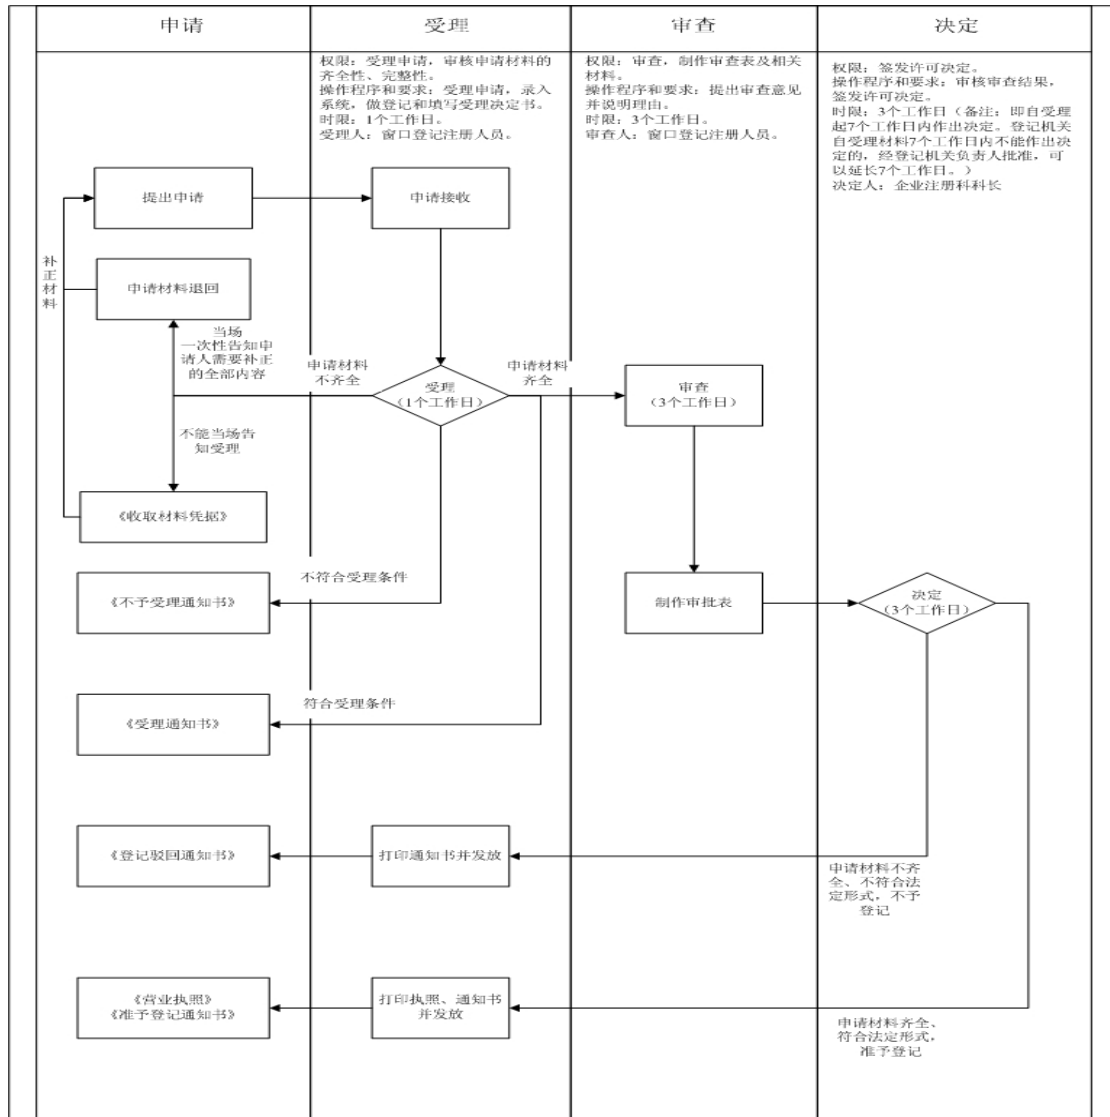 申请
受理
审查
决定
权限：受理申请，审核申请材料的
齐全性、完整性。
操作程序和要求：受理申请，录入
系统，做登记和填写受理决定书。
时限：1个工作日。
受理人：窗口登记注册人员。
权限：审查，制作审查表及相关
材料。
操作程序和要求：提出审查意见
并说明理由。
时限：3个工作日。
审查人：窗口登记注册人员。
权限：签发许可决定。
操作程序和要求：审核审查结果，
签发许可决定。
时限：3个工作日（备注：即自受理
起7个工作日内作出决定。登记机关
自受理材料7个工作日内不能作出决
定的，经登记机关负责人批准，可
以延长7个工作日。）
决定人：企业注册科科长
提出申请
申请接收
补
正
材
料
申请材料退回
当场
一次性告知申
请人需要补正
的全部内容
申请材料
不齐全
受理
（1个工作日）
申请材料
齐全
审查
（3个工作日）
不能当场告
知受理
《收取材料凭据》
不符合受理条件
《不予受理通知书》
制作审批表
决定
（3个工作日）
符合受理条件
《受理通知书》
《登记驳回通知书》
打印通知书并发放
申请材料不齐
全、不符合法
定形式，不予
登记
《营业执照》
《准予登记通知书》
打印执照、通知书
并发放
申请材料齐全、
符合法定形式，
准予登记